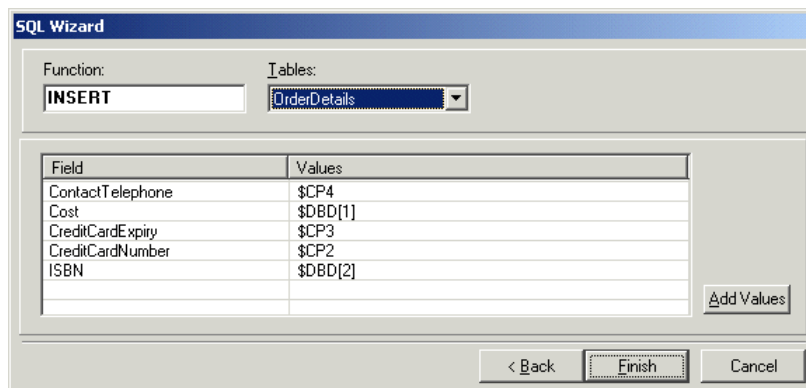 SQL Wizard
Function: Tables:
INSERT OrderDetails
Field Values
ContactTelephone $CP4
Cost $DBD[1]
CreditCardExpiry $CP3
CreditCardNumber $CP2
ISBN $DBD[2]
Add Values
< Back Finish Cancel